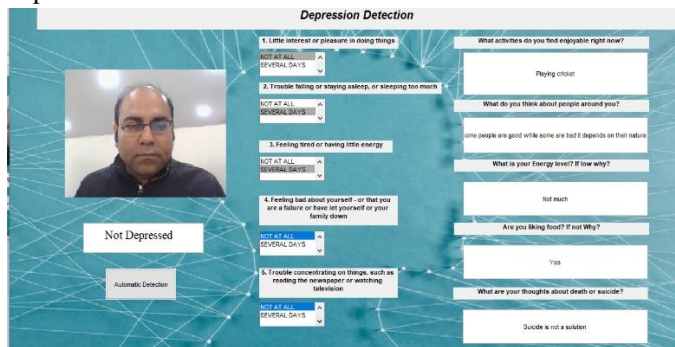 Depression Detection
1. Little interest or pleasure in doing things
NOT AT ALL
SEVERAL DAYS
2. Trouble falling or staying asleep, or sleeping too much
NOT AT ALL
SEVERAL DAYS
3. Feeling tired or having little energy
NOT AT ALL
SEVERAL DAYS
4. Feeling bad about yourself - or that you
are a failure or have let yourself or your
family down
NOT AT ALL
SEVERAL DAYS
5. Trouble concentrating on things, such as
reading the newspaper or watching
television
NOT AT ALL
SEVERAL DAYS
Not Depressed
Automatic Detection
What activities do you find enjoyable right now?
Playing cricket
What do you think about people around you?
ome people are good while some are bad it depends on their nature
What is your Energy level? If low why?
Not much
Are you liking food? If not Why?
Yes
What are your thoughts about death or suicide?
Suicide is not a solution